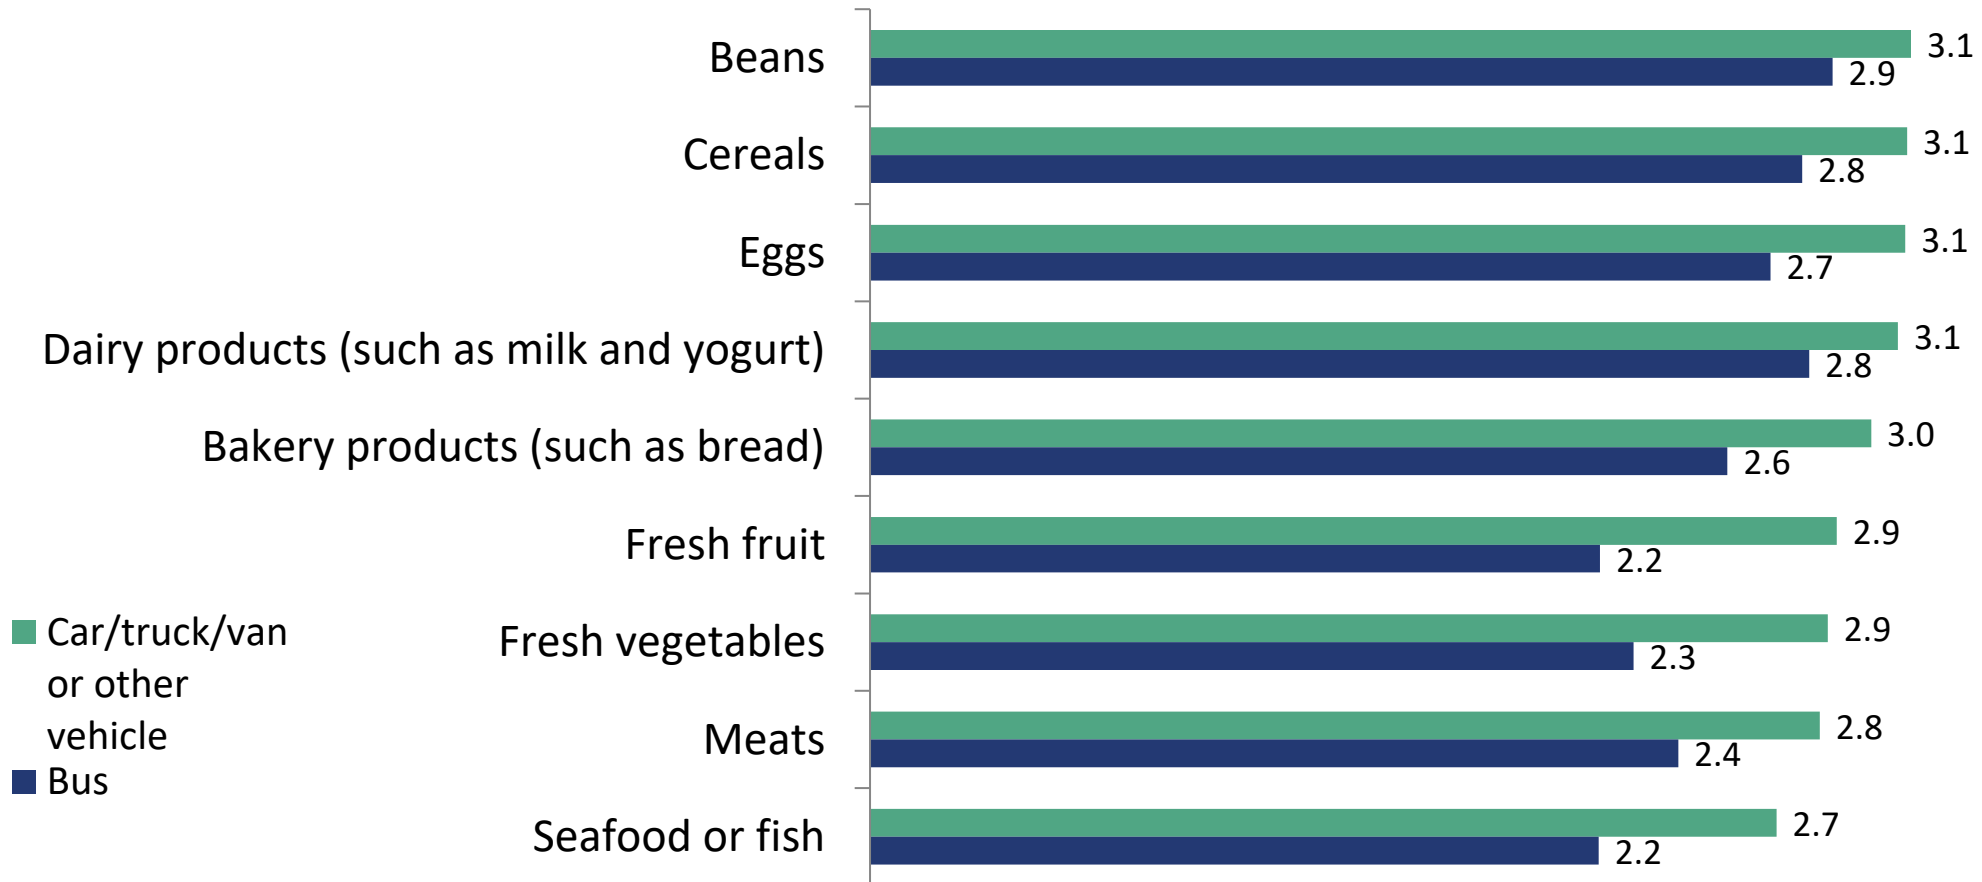 Beans
3.1
2.9
Cereals
3.1
2.8
Eggs
3.1
2.7
Dairy products (such as milk and yogurt)
3.1
2.8
Bakery products (such as bread)
3.0
2.6
Fresh fruit
2.9
2.2
Fresh vegetables
2.9
2.3
Meats
2.8
2.4
Seafood or fish
2.7
2.2
Car/truck/van
or other
vehicle
Bus